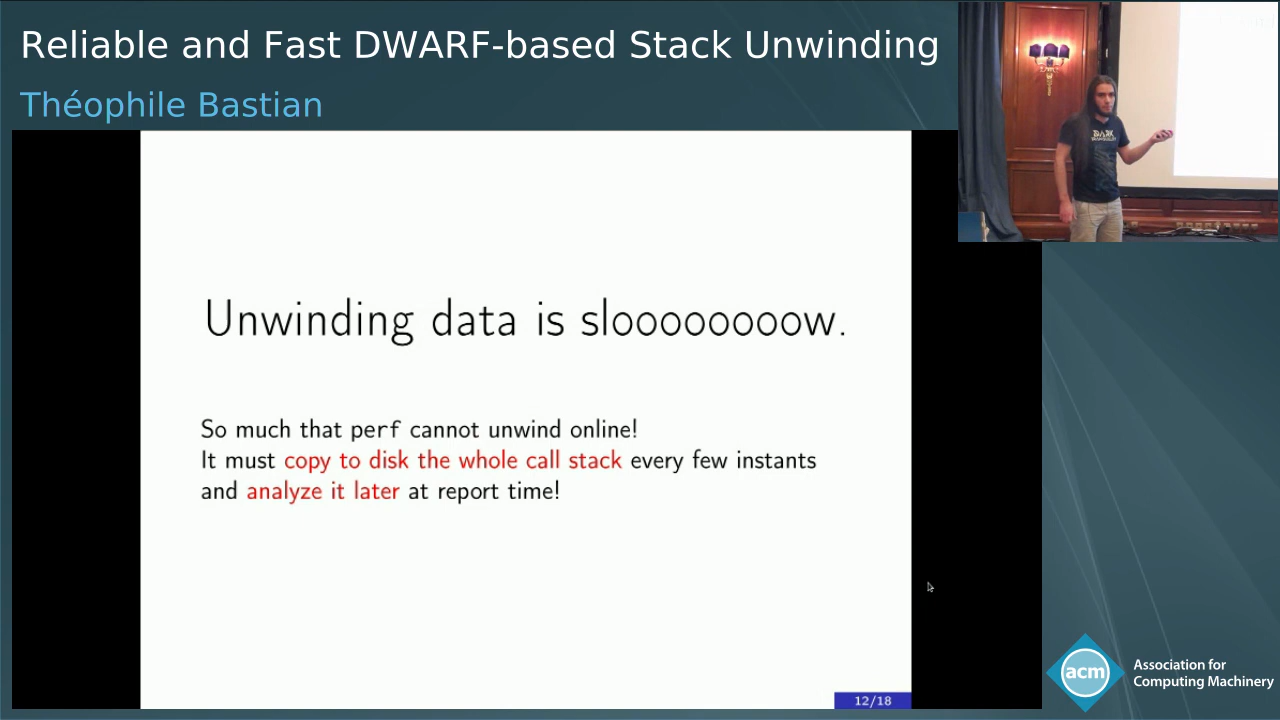 Reliable and Fast DWARF-based Stack Unwinding
Théophile Bastian
Unwinding data is slooooooooow.
So much that perf cannot unwind online!
It must copy to disk the whole call stack every few instants
and analyze it later at report time!
12/18
acm
Association for
Computing Machinery